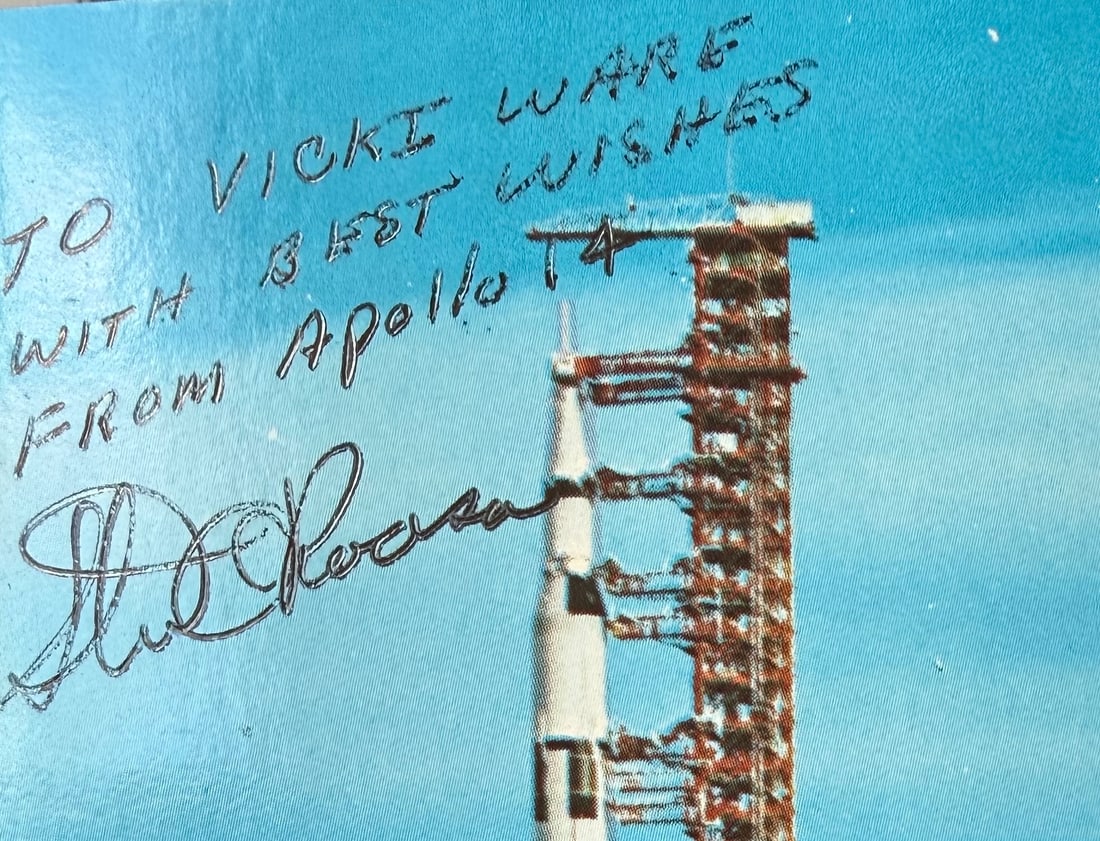 TO VICKI WARE
WITH BEST WISHES
FROM Apollo 14
Stu Roosa